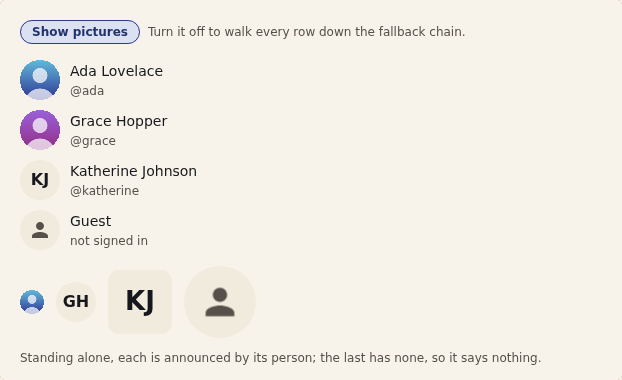 Show pictures Turn it off to walk every row down the fallback chain.
Ada Lovelace
@ada
Grace Hopper
@grace
KJ Katherine Johnson
@katherine
Guest
not signed in
GH KJ
Standing alone, each is announced by its person; the last has none, so it says nothing.